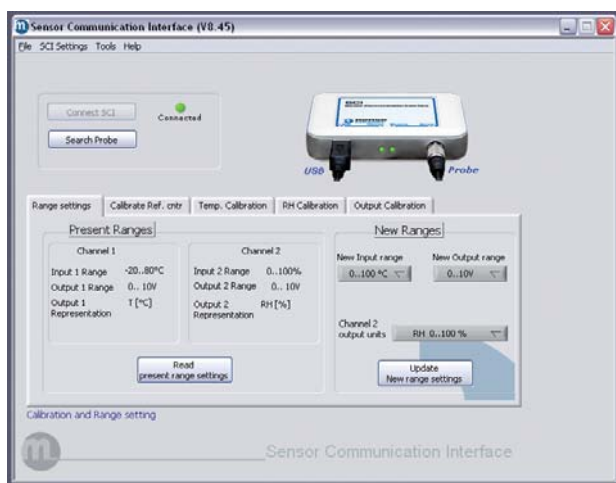 Sensor Communication Interface (V8.45)
File SCI Settings Tools Help
Connect SCI
Connected
Search Probe
SCI
USB
Probe
Range settings Calibrate Ref. cntr Temp. Calibration RH Calibration Output Calibration
Present Ranges
Channel 1
Input 1 Range -20..80°C
Output 1 Range 0.. 10V
Output 1 T [°C]
Representation
Channel 2
Input 2 Range 0..100%
Output 2 Range 0.. 10V
Output 2 RH [%]
Representation
Read
present range settings
New Ranges
New Input range New Output range
0..100 °C 0..10V
Channel 2
output units RH 0..100 %
Update
New range settings
Calibration and Range setting
m Sensor Communication Interface